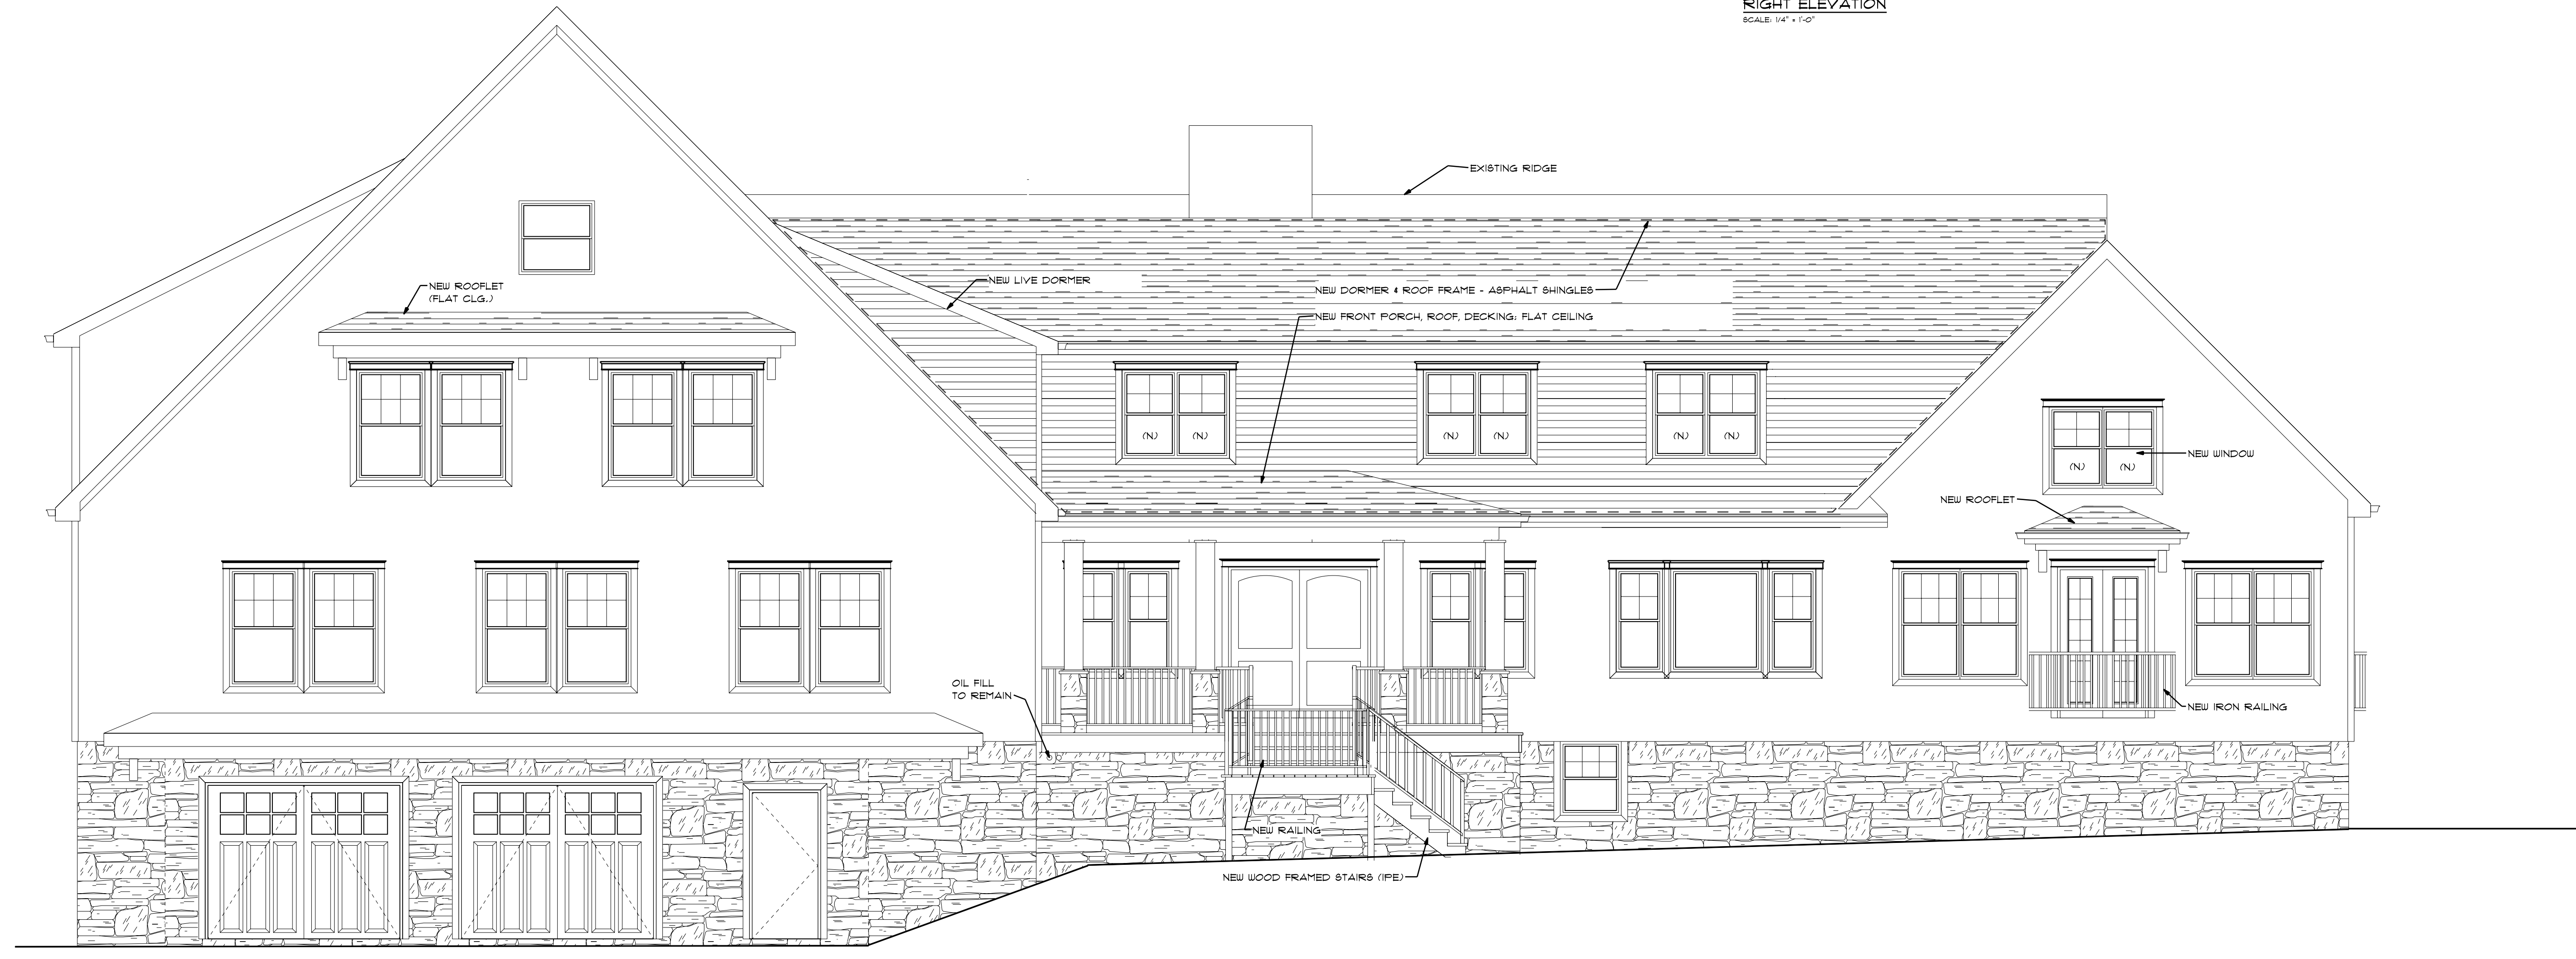 RIGHT ELEVATION
SCALE: 1/4" = 1'-0"
EXISTING RIDGE
NEW ROOFLET
(FLAT CLG.)
NEW LIVE DORMER
NEW DORMER & ROOF FRAME - ASPHALT SHINGLES
NEW FRONT PORCH, ROOF, DECKING; FLAT CEILING
(N.)
(N.)
(N.)
(N.)
(N.)
(N.)
(N.)
(N.)
NEW WINDOW
NEW ROOFLET
OIL FILL
TO REMAIN
NEW IRON RAILING
NEW RAILING
NEW WOOD FRAMED STAIRS (IPE)